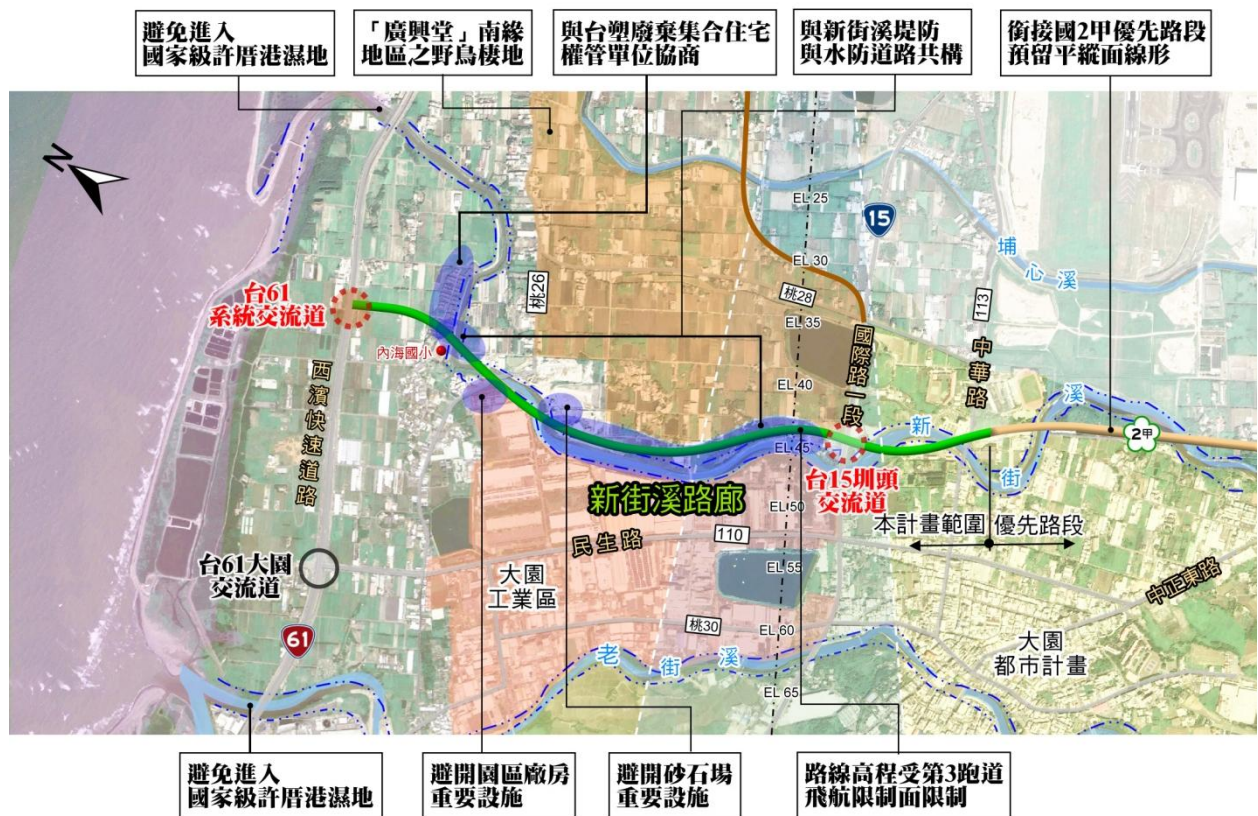 避免進入
國家級許厝港濕地
「廣興堂」南緣
地區之野鳥棲地
與台塑廢棄集合住宅
權管單位協商
與新街溪堤防
與水防道路共構
銜接國2甲優先路段
預留平縱面線形
N
EL 25
15
埔心溪
EL 30
桃26
桃28
113
台61
系統交流道
EL 35
國際路一段
中華路
內海國小
西濱快速道路
EL 40
新街溪
2甲
EL 45
台15圳頭
交流道
新街溪路廊
EL 50
本計畫範圍
優先路段
民生路
110
台61大園
交流道
大園
工業區
EL 55
中正東路
61
桃30
EL 60
大園
都市計畫
老街溪
EL 65
避免進入
國家級許厝港濕地
避開園區廠房
重要設施
避開砂石場
重要設施
路線高程受第3跑道
飛航限制面限制